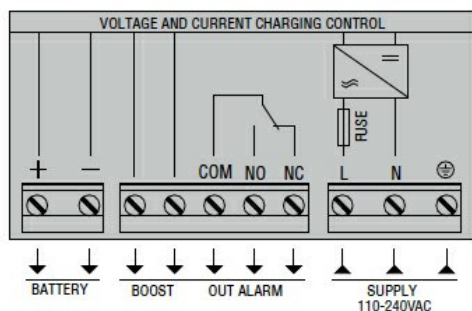 VOLTAGE AND CURRENT CHARGING CONTROL
FUSE
+ − COM NO NC L N
BATTERY BOOST OUT ALARM SUPPLY
110-240VAC